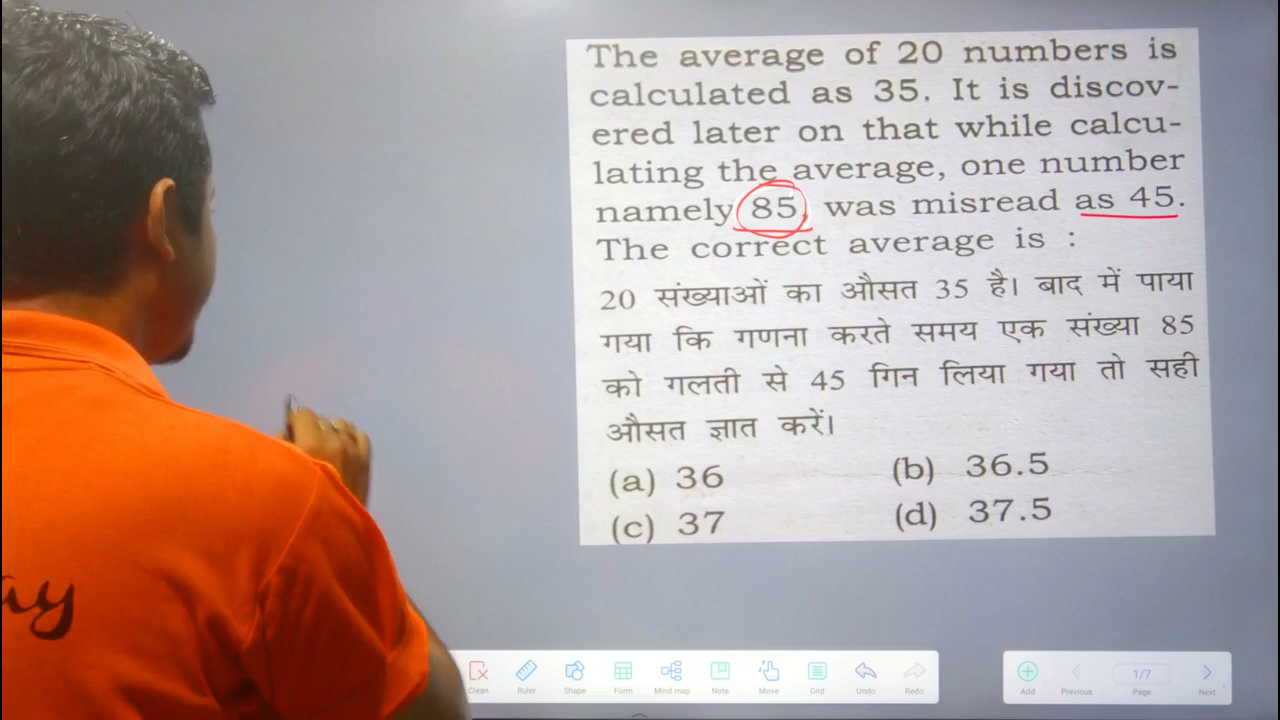 The average of 20 numbers is
calculated as 35. It is discov-
ered later on that while calcu-
lating the average, one number
namely 85, was misread as 45.
The correct average is :
20 संख्याओं का औसत 35 है। बाद में पाया
गया कि गणना करते समय एक संख्या 85
को गलती से 45 गिन लिया गया तो सही
औसत ज्ञात करें।
(a) 36 (b) 36.5
(c) 37 (d) 37.5
ay
Clean Ruler Shape Form Mind map Note Move Grid Undo Redo
Add Previous 1/7 Page Next